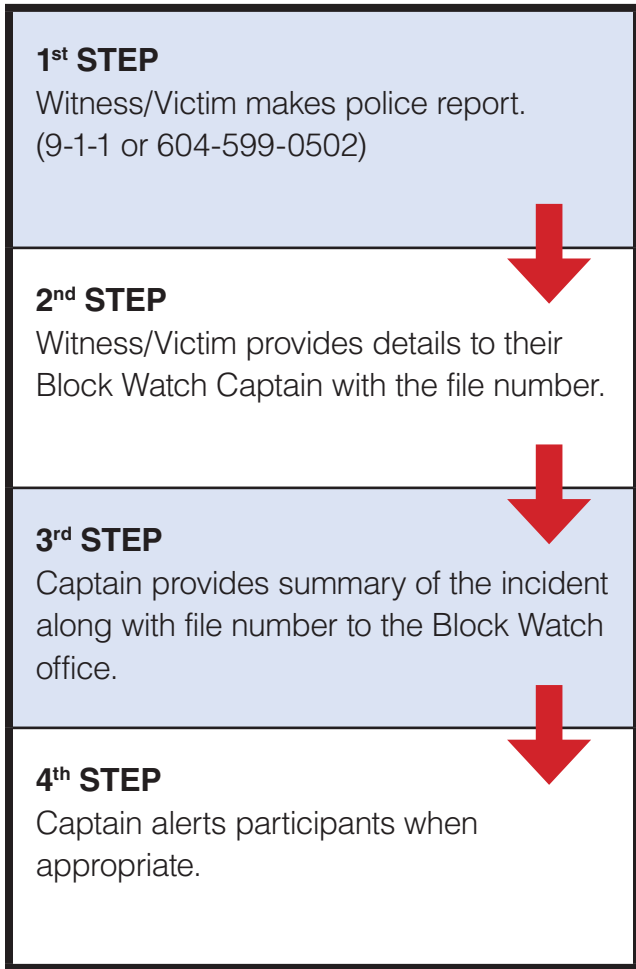 1st STEP
Witness/Victim makes police report.
(9-1-1 or 604-599-0502)
2nd STEP
Witness/Victim provides details to their
Block Watch Captain with the file number.
3rd STEP
Captain provides summary of the incident
along with file number to the Block Watch
office.
4th STEP
Captain alerts participants when
appropriate.